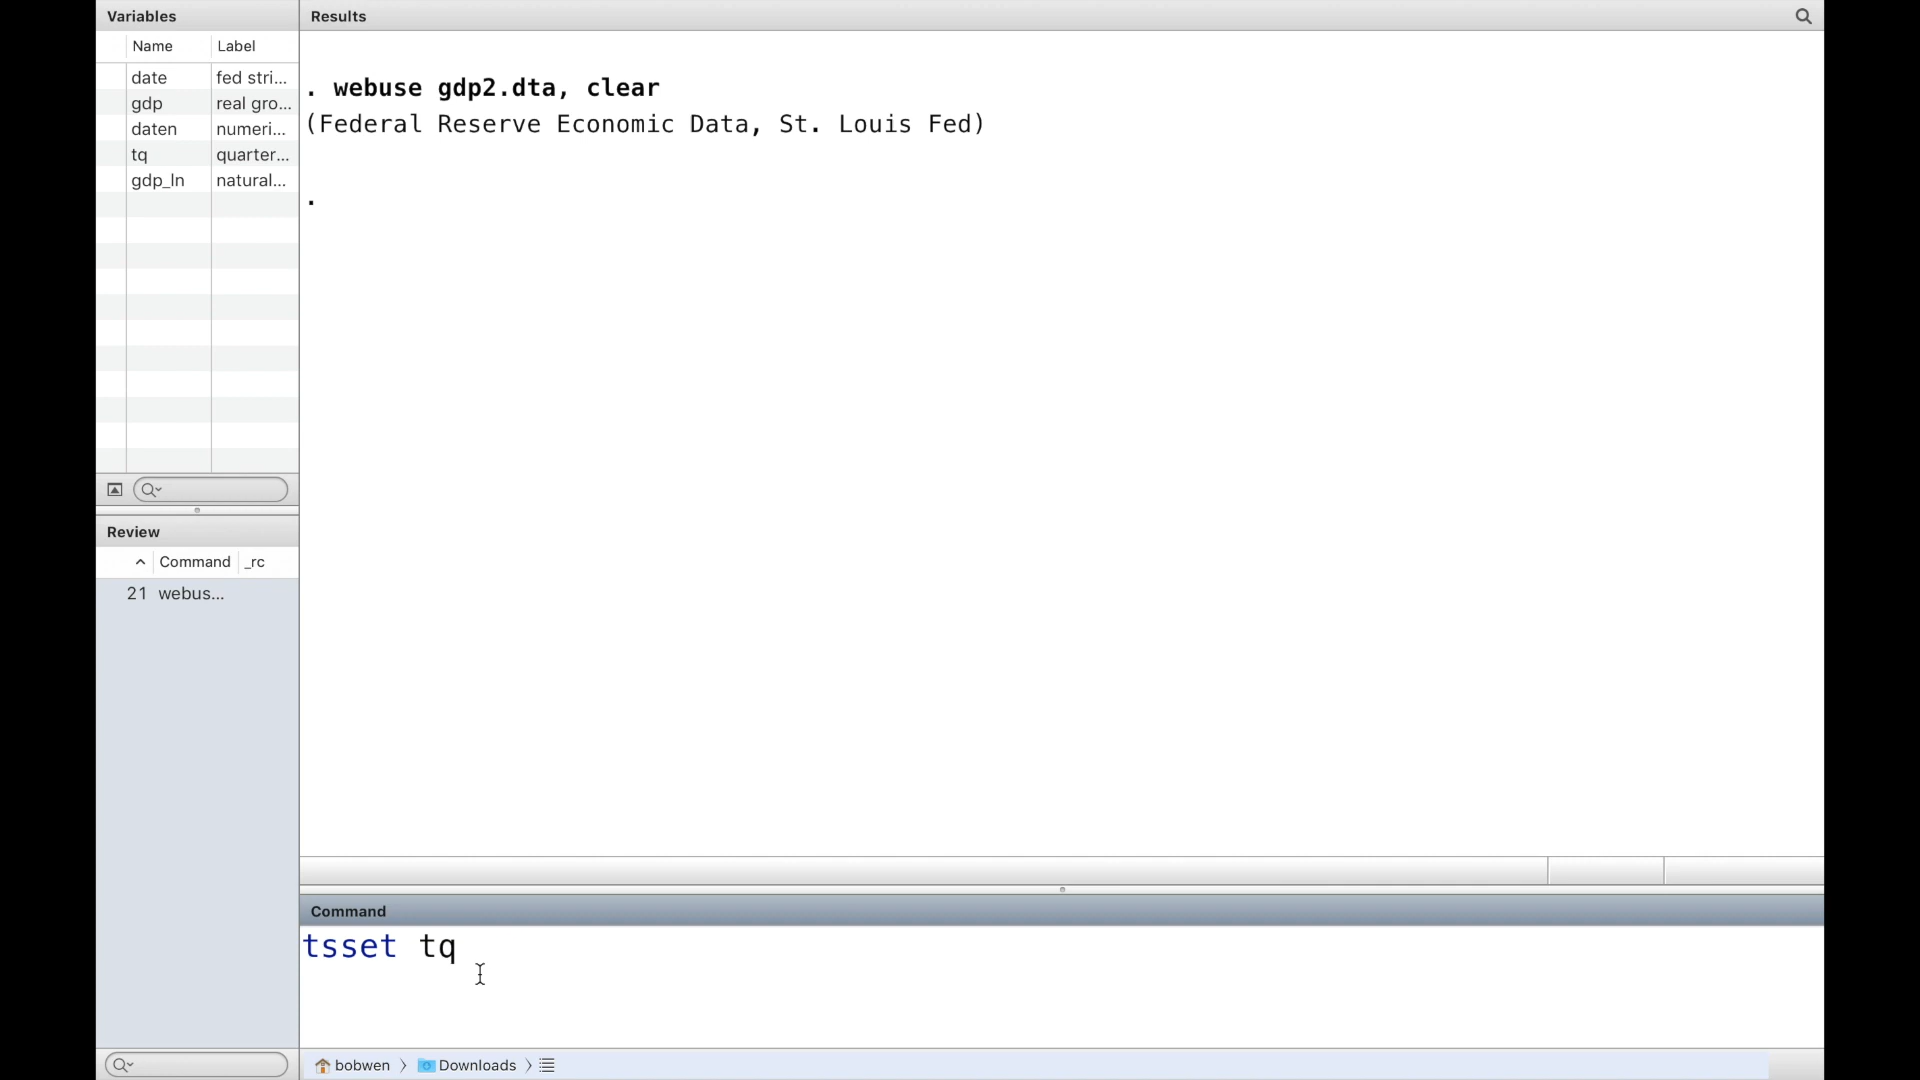 Variables
Name Label
date fed stri...
gdp real gro...
daten numeri...
tq quarter...
gdp_ln natural...
Review
Command _rc
21 webus...
Results
. webuse gdp2.dta, clear
(Federal Reserve Economic Data, St. Louis Fed)
.
Command
tsset tq
bobwen 〉 Downloads 〉